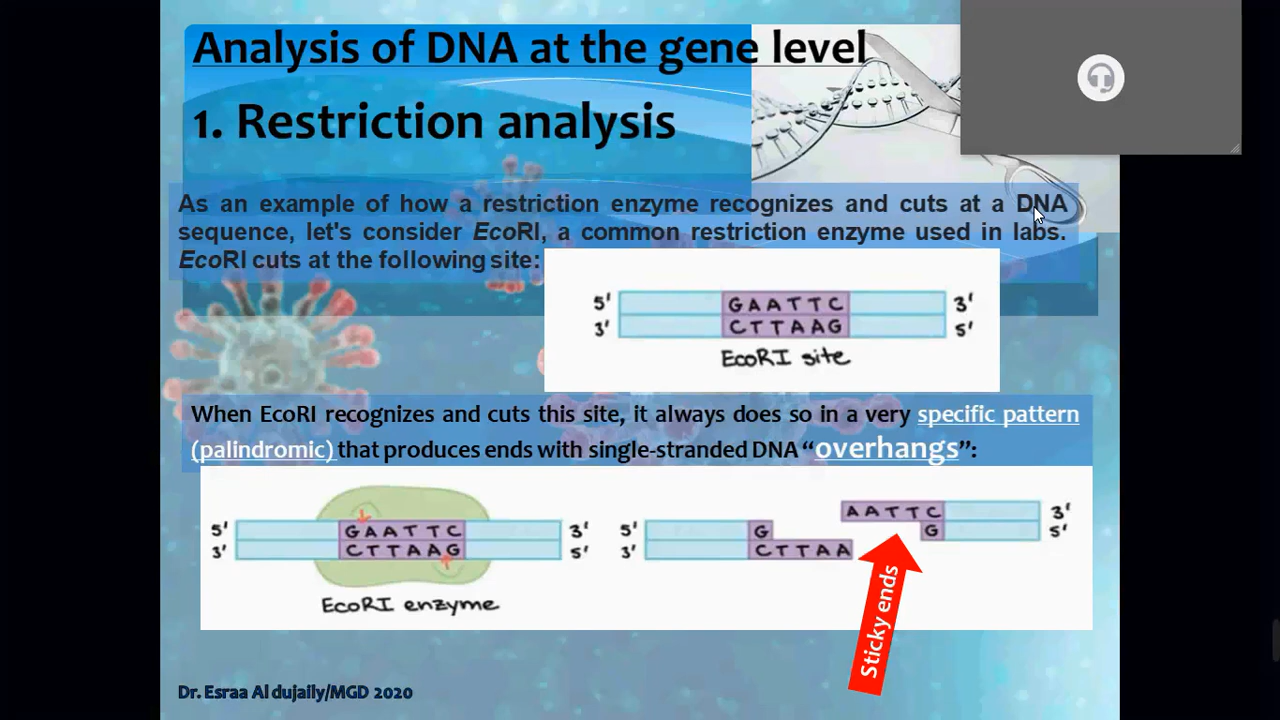 Analysis of DNA at the gene level
1. Restriction analysis
As an example of how a restriction enzyme recognizes and cuts at a DNA
sequence, let's consider EcoRI, a common restriction enzyme used in labs.
EcoRI cuts at the following site:
5' GAATTC 3'
3' CTTAAG 5'
EcoRI site
When EcoRI recognizes and cuts this site, it always does so in a very specific pattern
(palindromic) that produces ends with single-stranded DNA “overhangs”:
5' GAATTC 3'
3' CTTAAG 5'
EcoRI enzyme
5' G
3' CTTAA
AATTC 3'
G 5'
Sticky ends
Dr. Esraa Al dujaily/MGD 2020